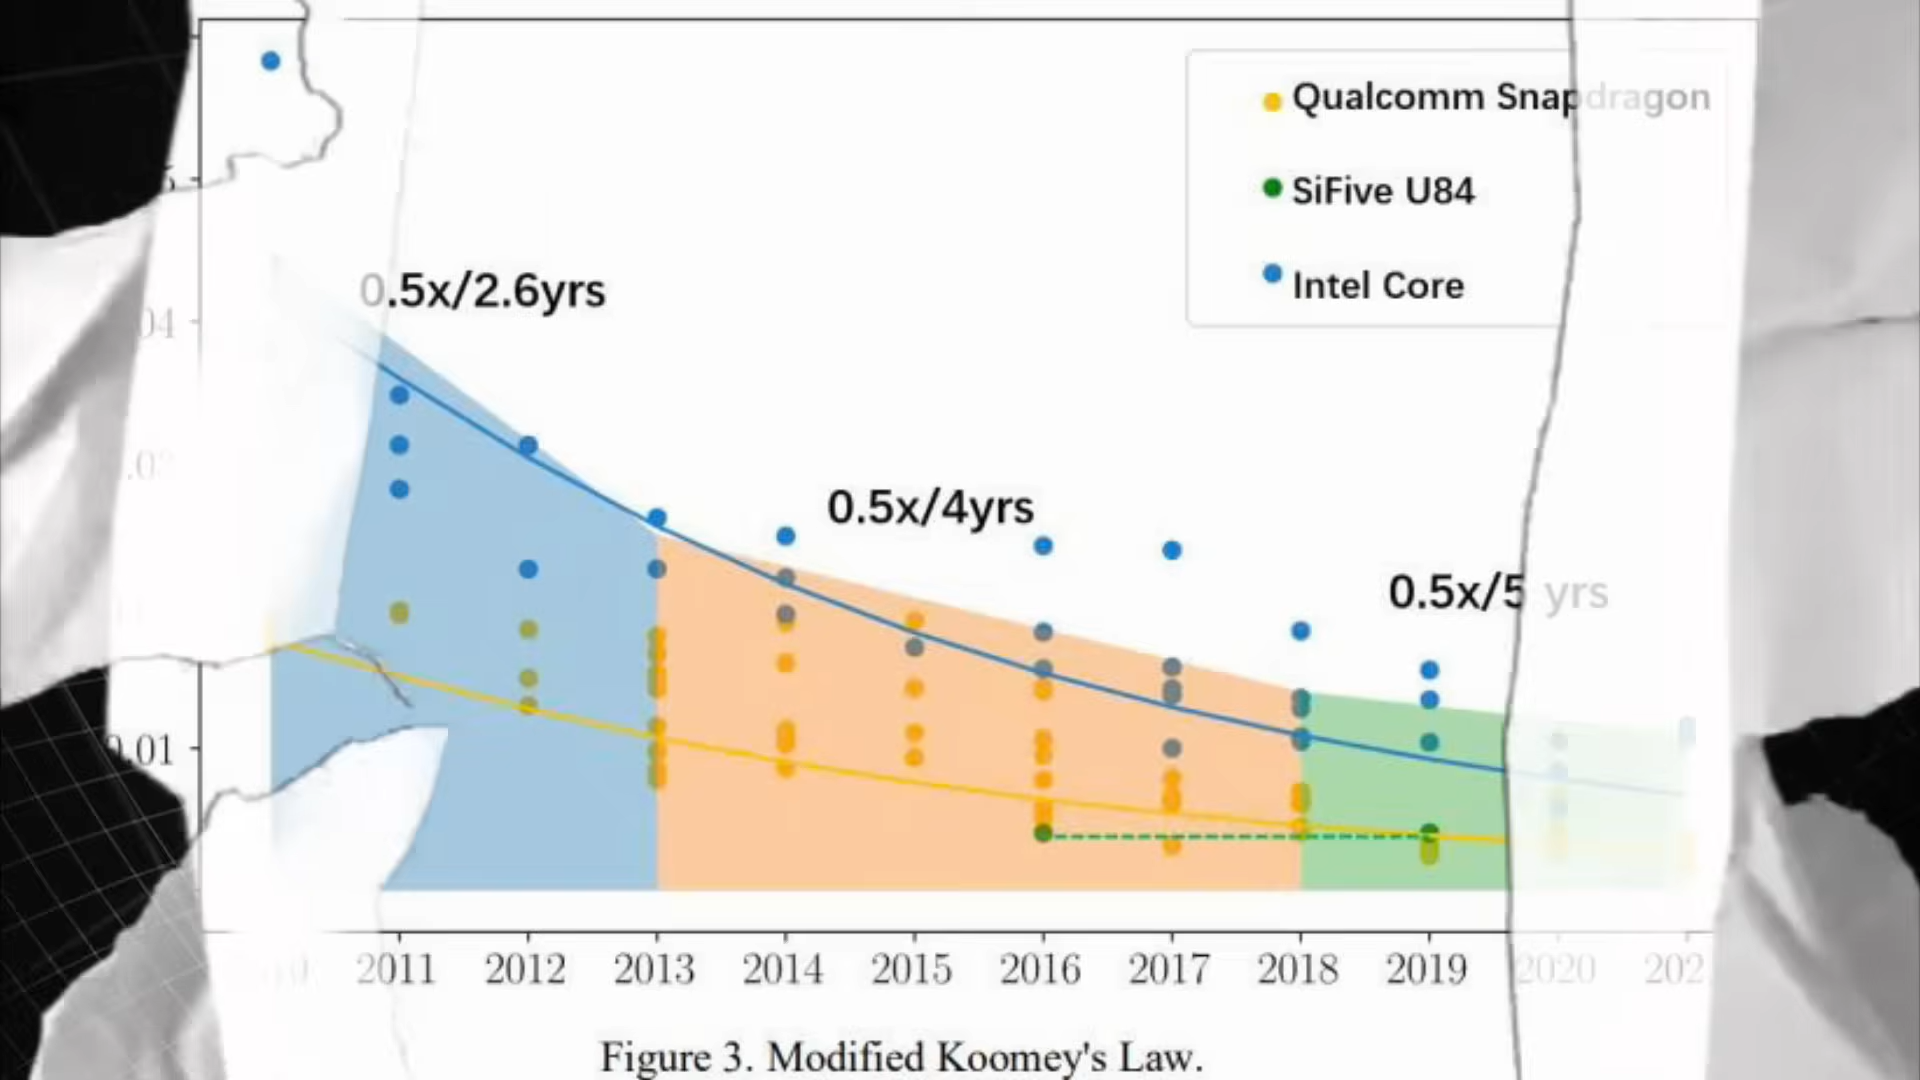 Qualcomm Snapdragon
SiFive U84
Intel Core
0.5x/2.6yrs
0.5x/4yrs
0.5x/5 yrs
0.01
2011 2012 2013 2014 2015 2016 2017 2018 2019 2020
Figure 3. Modified Koomey's Law.